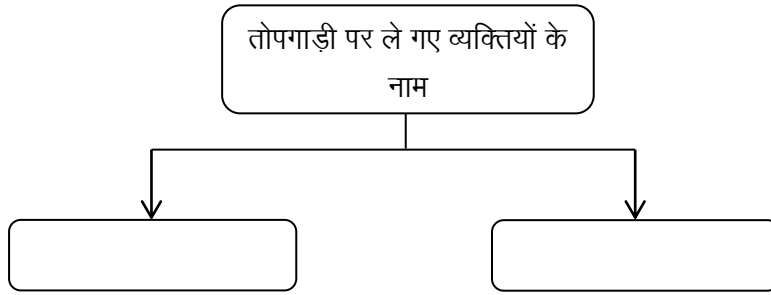 तोपगाड़ी पर ले गए व्यक्तियों के
नाम